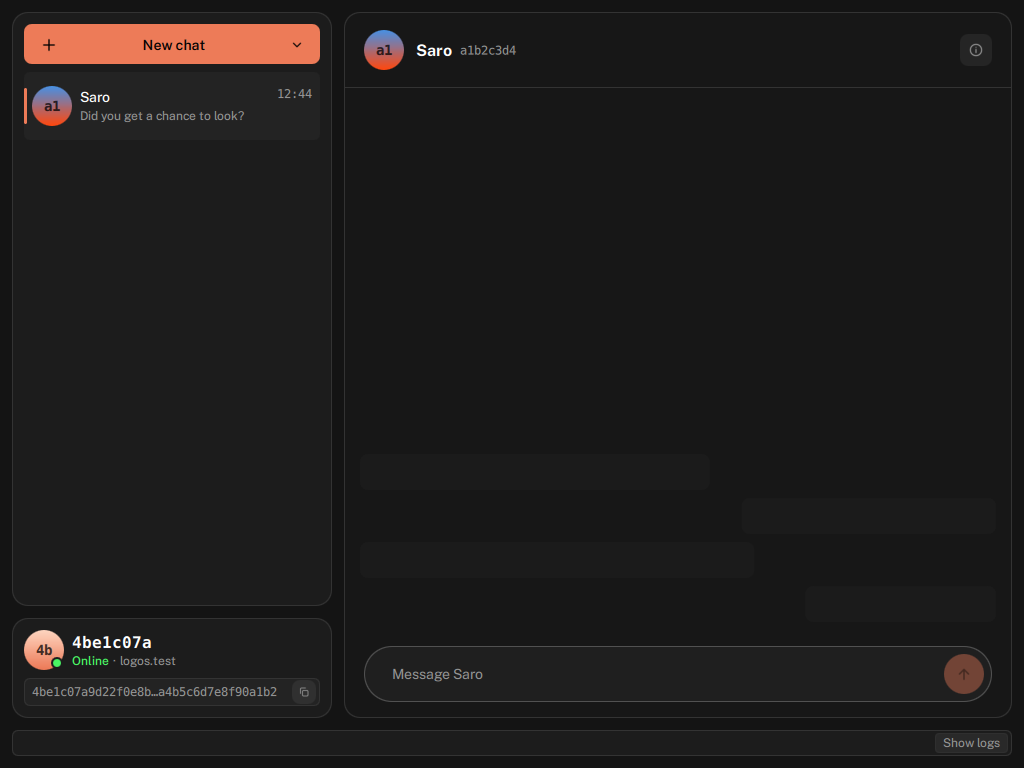 New chat
a1
Saro
12:44
Did you get a chance to look?
4b
4be1c07a
Online · logos.test
4be1c07a9d22f0e8b…a4b5c6d7e8f90a1b2
a1
Saro a1b2c3d4
Message Saro
Show logs